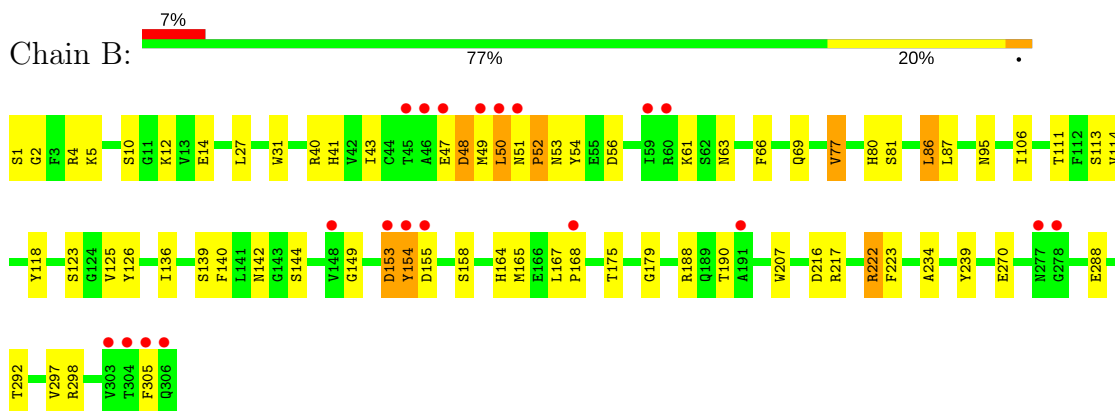 7%
Chain B:
77% 20% •
S1 G2 F3 R4 K5 S10 G11 K12 V13 E14 L27 W31 R40 H41 V42 I43 C44 T45 A46 E47 D48 M49 L50 N51 P52 N53 Y54 E55 D56 I59 R60 K61 S62 N63 F66 Q69 V77 H80 S81 L86 L87 N95 I106 T111 F112 S113
Y118 S123 G124 V125 Y126 I136 S139 F140 L141 N142 G143 S144 V148 G149 D153 Y154 D155 S158 H164 M165 E166 L167 P168 T175 G179 R188 Q189 T190 A191 W207 D216 R217 R222 F223 A234 Y239 E270 N277 G278 E288
T292 V297 R298 V303 T304 F305 Q306